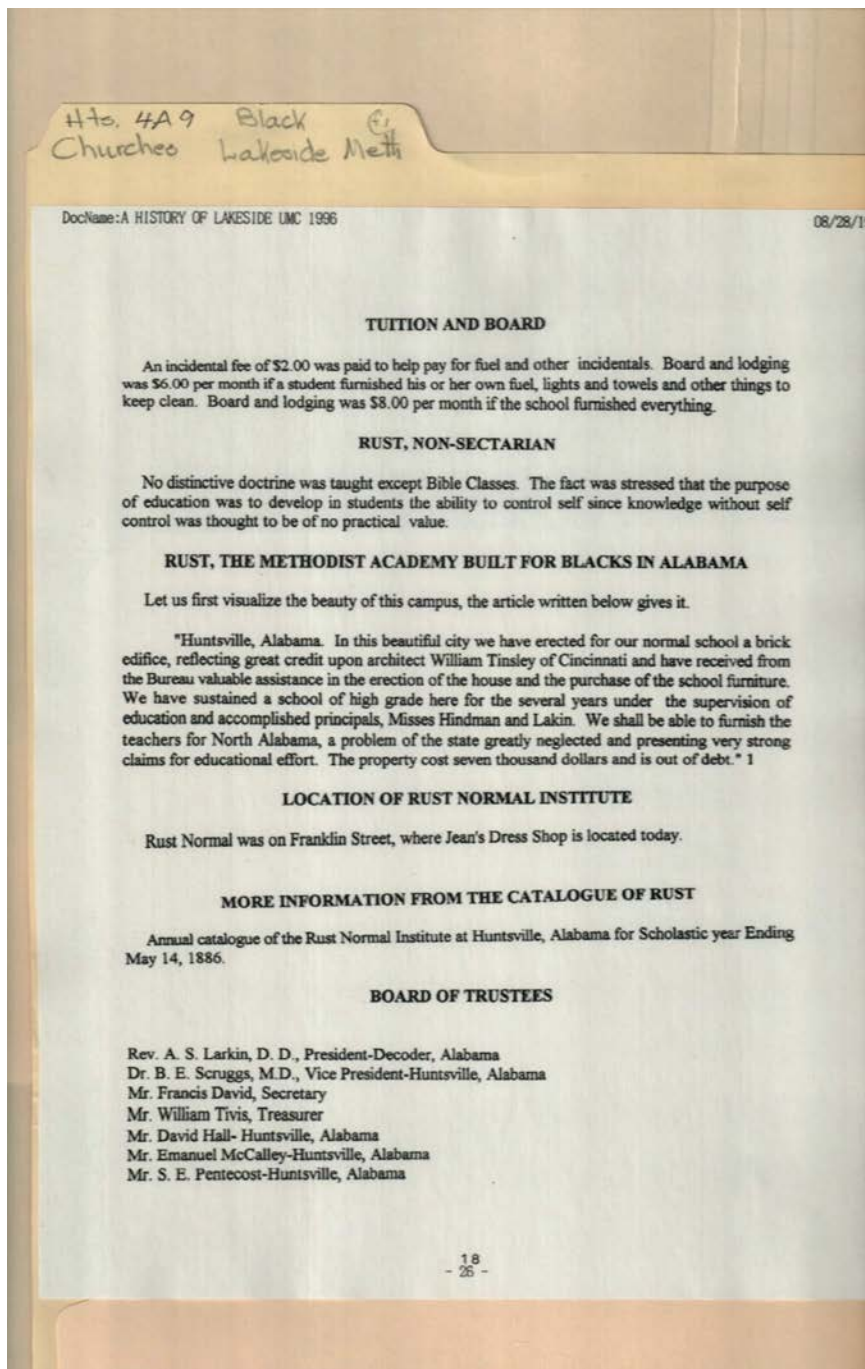 Hts. 4A9 Black
Churches Lakeside Meth
DocName:A HISTORY OF LAKESIDE UMC 1996
08/28/1
TUITION AND BOARD
An incidental fee of $2.00 was paid to help pay for fuel and other incidentals. Board and lodging
was $6.00 per month if a student furnished his or her own fuel, lights and towels and other things to
keep clean. Board and lodging was $8.00 per month if the school furnished everything.
RUST, NON-SECTARIAN
No distinctive doctrine was taught except Bible Classes. The fact was stressed that the purpose
of education was to develop in students the ability to control self since knowledge without self
control was thought to be of no practical value.
RUST, THE METHODIST ACADEMY BUILT FOR BLACKS IN ALABAMA
Let us first visualize the beauty of this campus, the article written below gives it.
"Huntsville, Alabama. In this beautiful city we have erected for our normal school a brick
edifice, reflecting great credit upon architect William Tinsley of Cincinnati and have received from
the Bureau valuable assistance in the erection of the house and the purchase of the school furniture.
We have sustained a school of high grade here for the several years under the supervision of
education and accomplished principals, Misses Hindman and Lakin. We shall be able to furnish the
teachers for North Alabama, a problem of the state greatly neglected and presenting very strong
claims for educational effort. The property cost seven thousand dollars and is out of debt." 1
LOCATION OF RUST NORMAL INSTITUTE
Rust Normal was on Franklin Street, where Jean's Dress Shop is located today.
MORE INFORMATION FROM THE CATALOGUE OF RUST
Annual catalogue of the Rust Normal Institute at Huntsville, Alabama for Scholastic year Ending
May 14, 1886.
BOARD OF TRUSTEES
Rev. A. S. Larkin, D. D., President-Decoder, Alabama
Dr. B. E. Scruggs, M.D., Vice President-Huntsville, Alabama
Mr. Francis David, Secretary
Mr. William Tivis, Treasurer
Mr. David Hall- Huntsville, Alabama
Mr. Emanuel McCalley-Huntsville, Alabama
Mr. S. E. Pentecost-Huntsville, Alabama
18
- 26 -